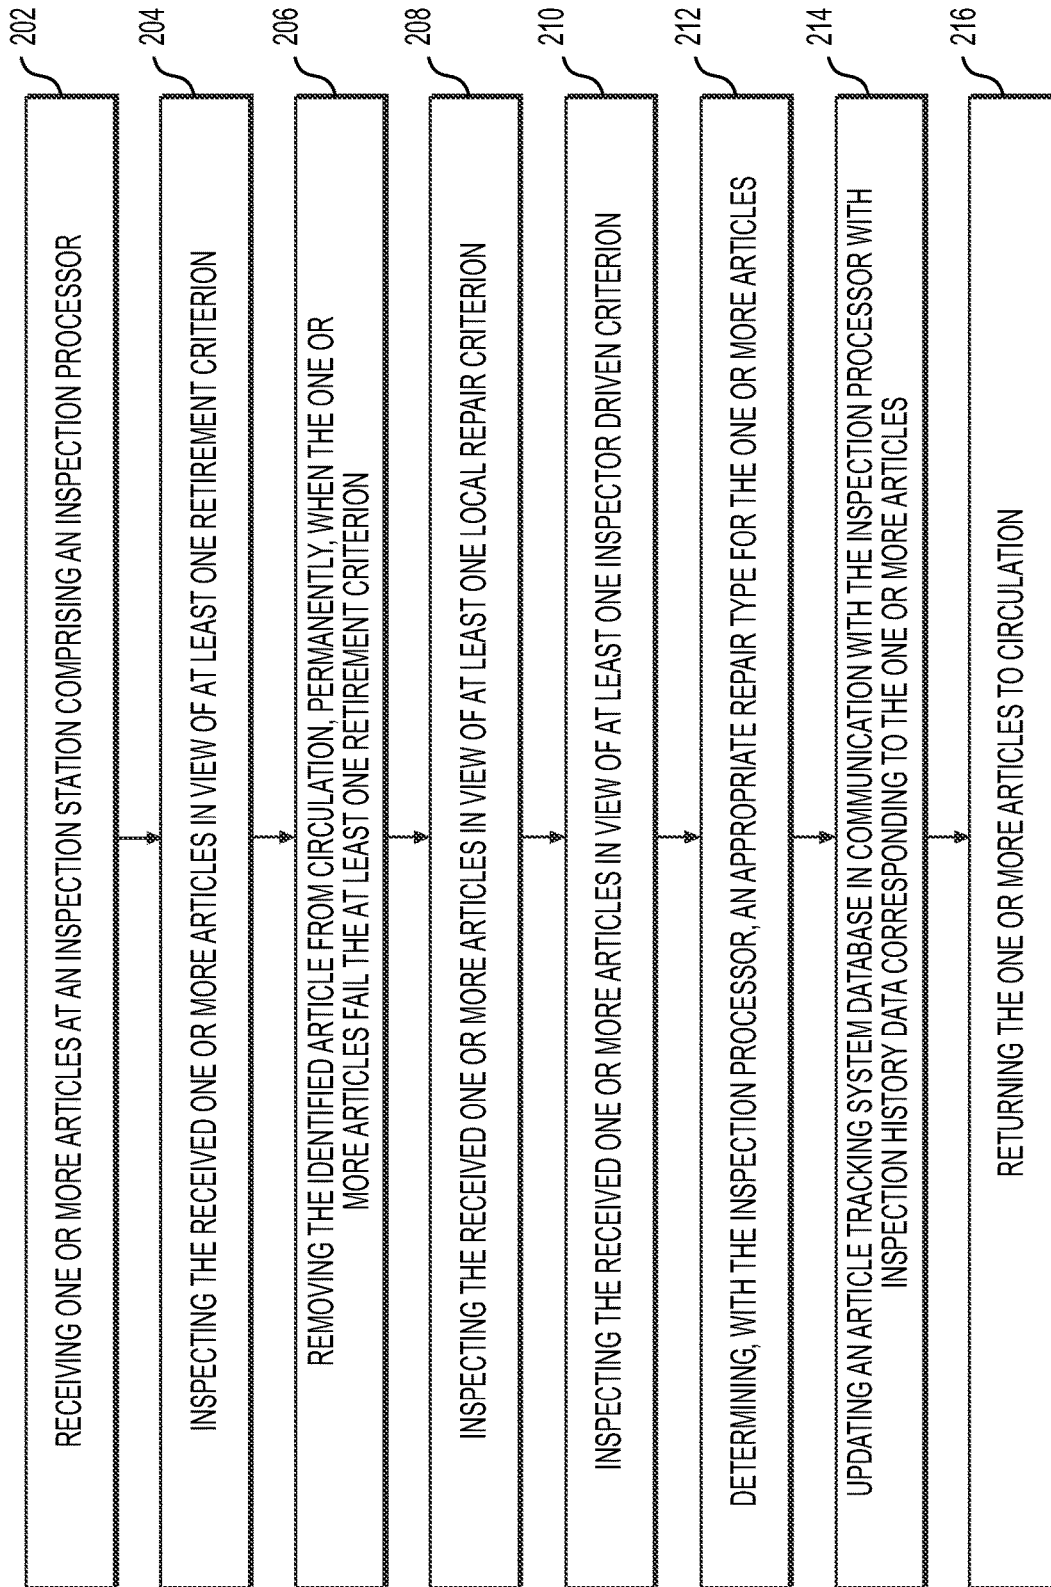 RECEIVING ONE OR MORE ARTICLES AT AN INSPECTION STATION COMPRISING AN INSPECTION PROCESSOR
202
INSPECTING THE RECEIVED ONE OR MORE ARTICLES IN VIEW OF AT LEAST ONE RETIREMENT CRITERION
204
REMOVING THE IDENTIFIED ARTICLE FROM CIRCULATION, PERMANENTLY, WHEN THE ONE OR
MORE ARTICLES FAIL THE AT LEAST ONE RETIREMENT CRITERION
206
INSPECTING THE RECEIVED ONE OR MORE ARTICLES IN VIEW OF AT LEAST ONE LOCAL REPAIR CRITERION
208
INSPECTING THE RECEIVED ONE OR MORE ARTICLES IN VIEW OF AT LEAST ONE INSPECTOR DRIVEN CRITERION
210
DETERMINING, WITH THE INSPECTION PROCESSOR, AN APPROPRIATE REPAIR TYPE FOR THE ONE OR MORE ARTICLES
212
UPDATING AN ARTICLE TRACKING SYSTEM DATABASE IN COMMUNICATION WITH THE INSPECTION PROCESSOR WITH
INSPECTION HISTORY DATA CORRESPONDING TO THE ONE OR MORE ARTICLES
214
RETURNING THE ONE OR MORE ARTICLES TO CIRCULATION
216